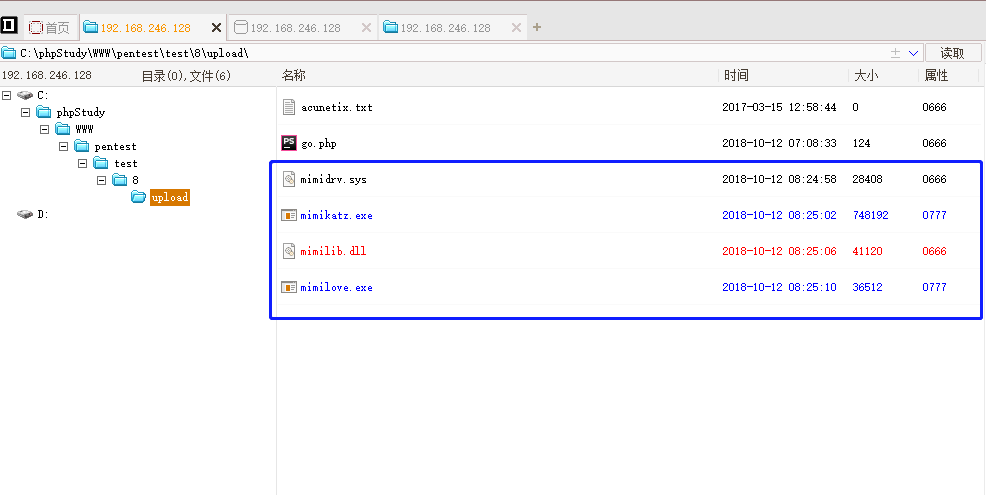 首页 192.168.246.128 192.168.246.128 192.168.246.128
C:\phpStudy\WWW\pentest\test\8\upload\ 读取
192.168.246.128 目录(0),文件(6) 名称 时间 大小 属性
C:
phpStudy
WWW
pentest
test
8
upload
D:
acunetix.txt 2017-03-15 12:58:44 0 0666
go.php 2018-10-12 07:08:33 124 0666
mimidrv.sys 2018-10-12 08:24:58 28408 0666
mimikatz.exe 2018-10-12 08:25:02 748192 0777
mimilib.dll 2018-10-12 08:25:06 41120 0666
mimilove.exe 2018-10-12 08:25:10 36512 0777